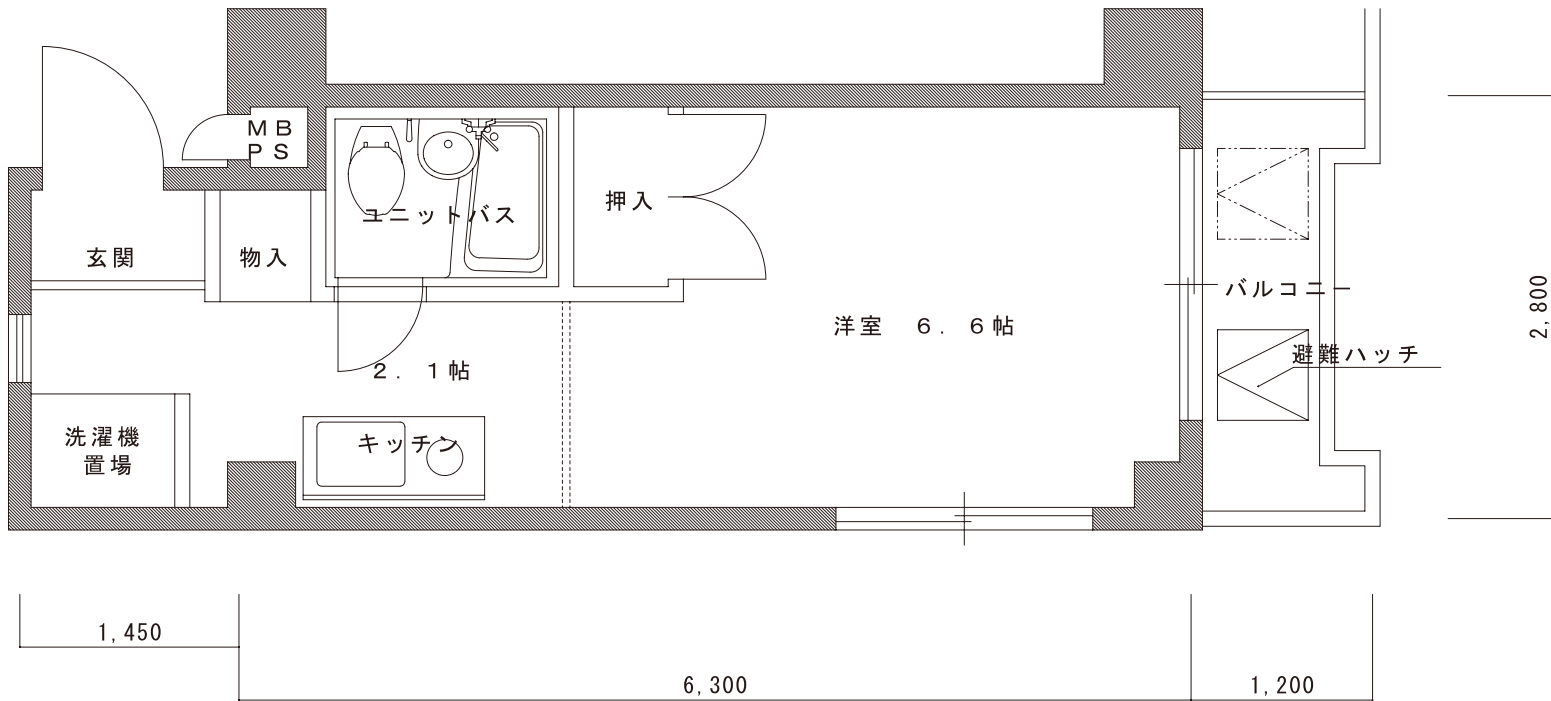 ＭＢ
ＰＳ
玄関
物入
ユニットバス
押入
洋室　６．６帖
バルコニー
避難ハッチ
２．１帖
キッチン
洗濯機
置場
2,800
1,450
6,300
1,200